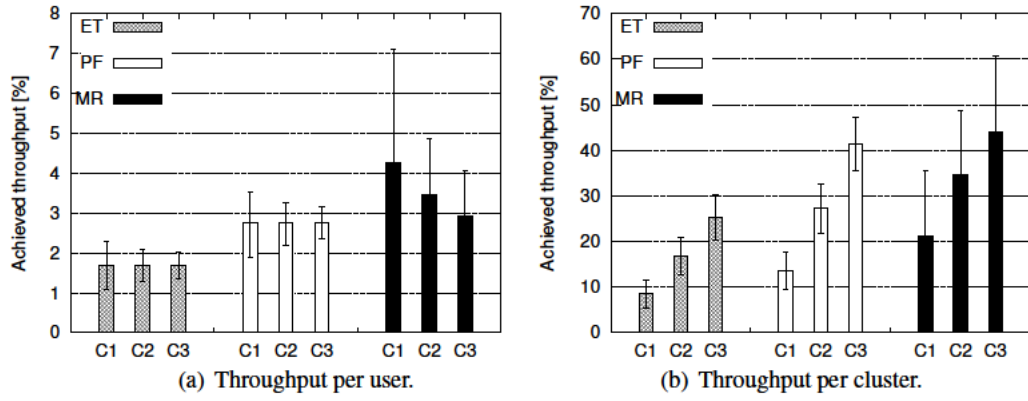 8
7
6
5
4
3
2
1
0
Achieved throughput [%]
ET
PF
MR
C1 C2 C3 C1 C2 C3 C1 C2 C3
(a) Throughput per user.
70
60
50
40
30
20
10
0
Achieved throughput [%]
ET
PF
MR
C1 C2 C3 C1 C2 C3 C1 C2 C3
(b) Throughput per cluster.